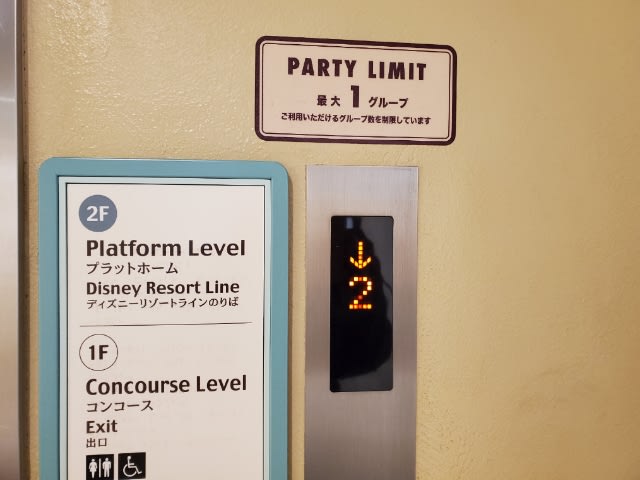 PARTY LIMIT
最大 1 グループ
ご利用いただけるグループ数を制限しています
2F
Platform Level
プラットホーム
Disney Resort Line
ディズニーリゾートラインのりば
1F
Concourse Level
コンコース
Exit
出口
↓
2